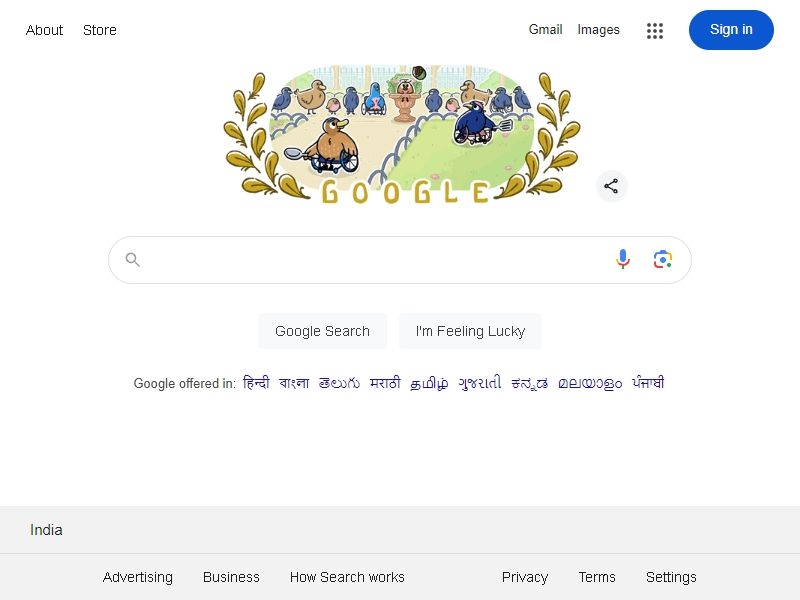 About Store Gmail Images Sign in
GOOGLE
Google Search I'm Feeling Lucky
Google offered in: हिन्दी বাংলা తెలుగు मराठी தமிழ் ગુજરાતી ಕನ್ನಡ മലയാളം ਪੰਜਾਬੀ
India
Advertising Business How Search works Privacy Terms Settings